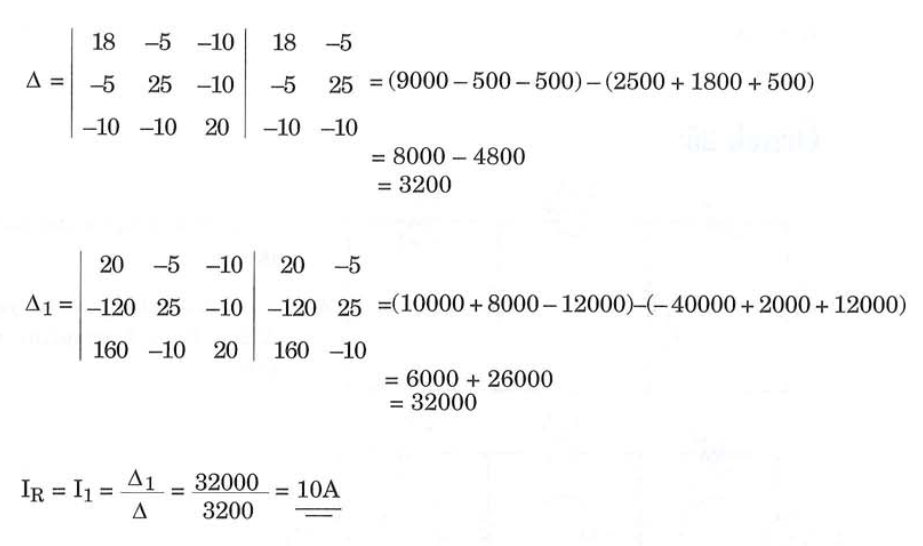 18 –5 –10 18 –5
Δ = –5 25 –10 –5 25 = (9000 – 500 – 500) – (2500 + 1800 + 500)
–10 –10 20 –10 –10
= 8000 – 4800
= 3200
20 –5 –10 20 –5
Δ1 = –120 25 –10 –120 25 =(10000 + 8000 – 12000)–(– 40000 + 2000 + 12000)
160 –10 20 160 –10
= 6000 + 26000
= 32000
IR = I1 = Δ1 / Δ = 32000 / 3200 = 10A